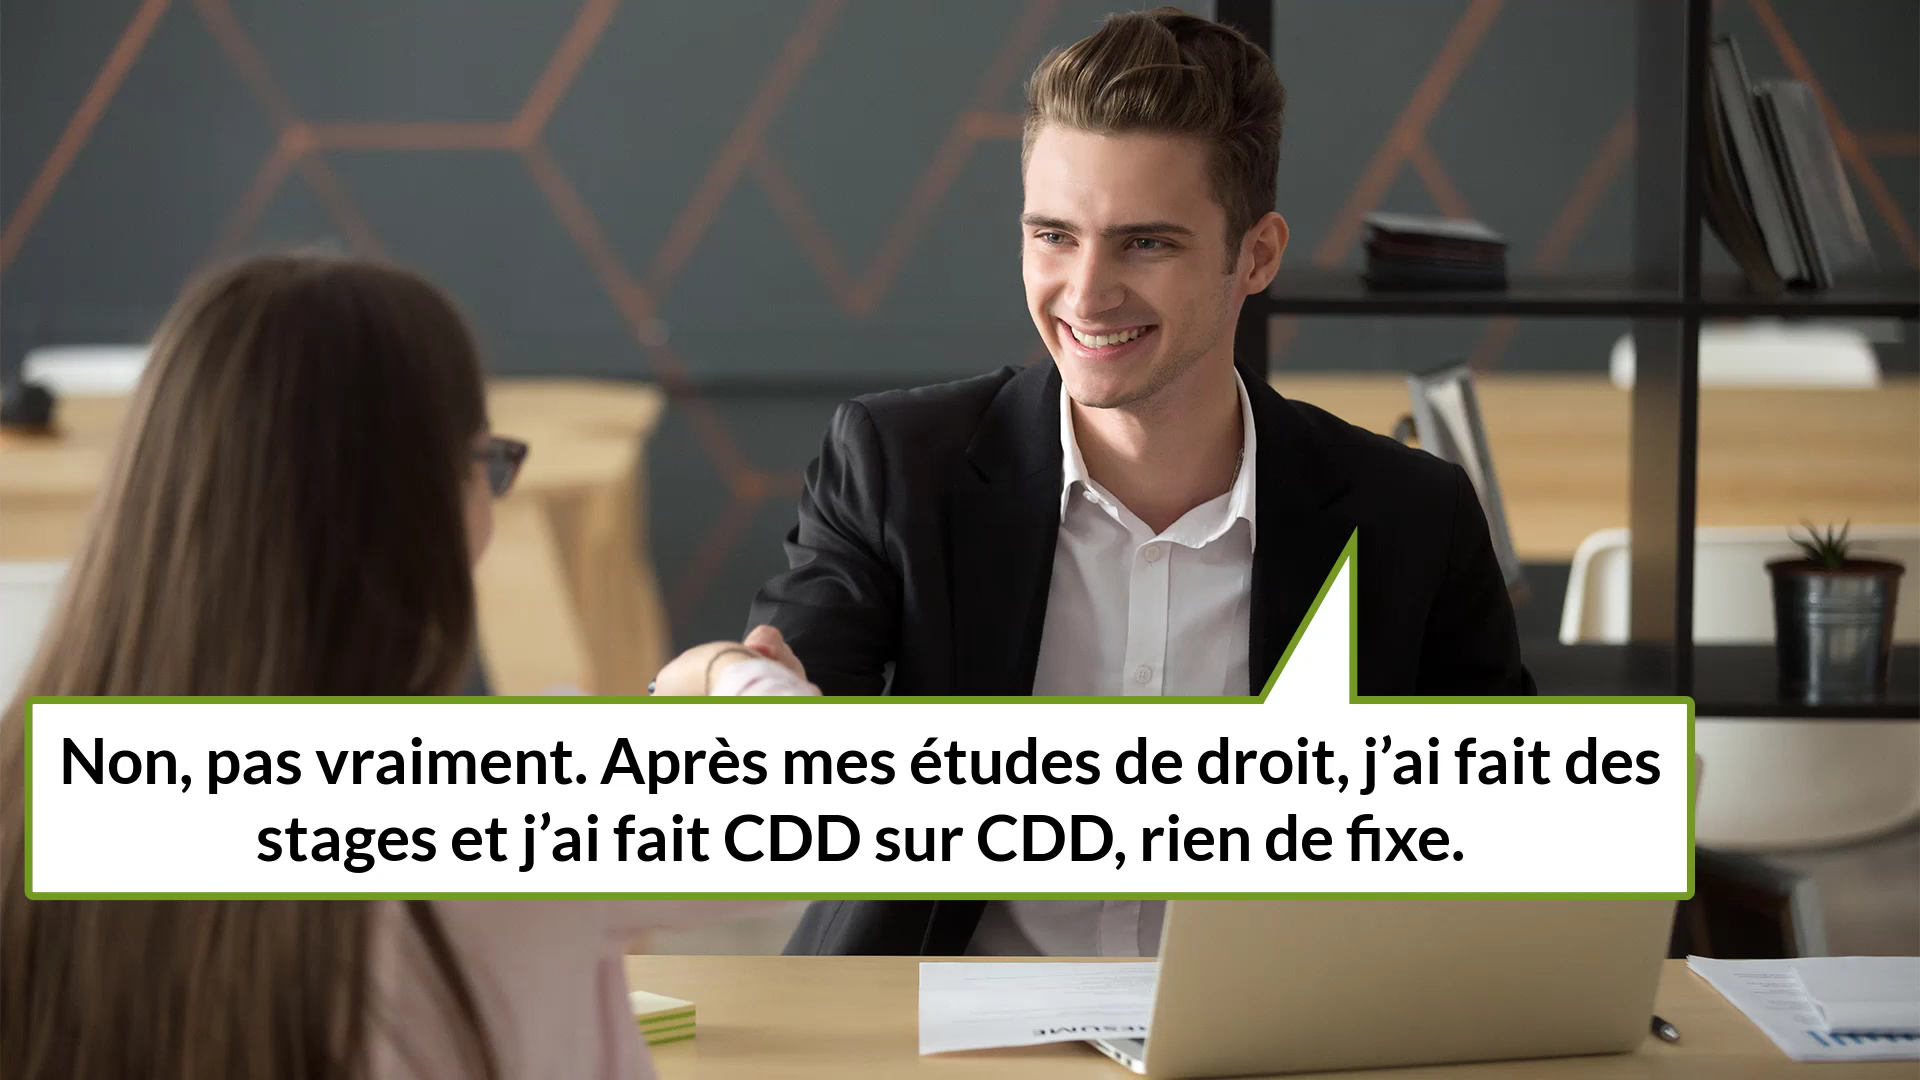 Non, pas vraiment. Après mes études de droit, j’ai fait des
stages et j’ai fait CDD sur CDD, rien de fixe.
RESUME